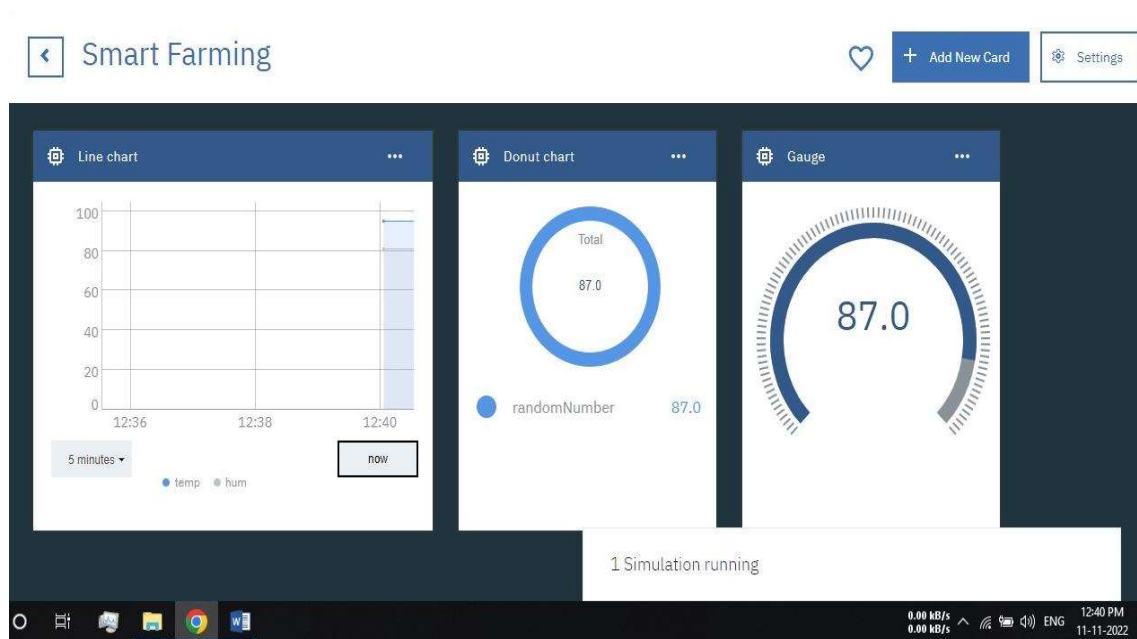 Smart Farming
+ Add New Card
Settings
Line chart
Donut chart
Gauge
100
80
60
40
20
0
12:36
12:38
12:40
5 minutes
now
temp
hum
Total
87.0
randomNumber
87.0
87.0
1 Simulation running
0.00 kB/s
0.00 kB/s
ENG
12:40 PM
11-11-2022